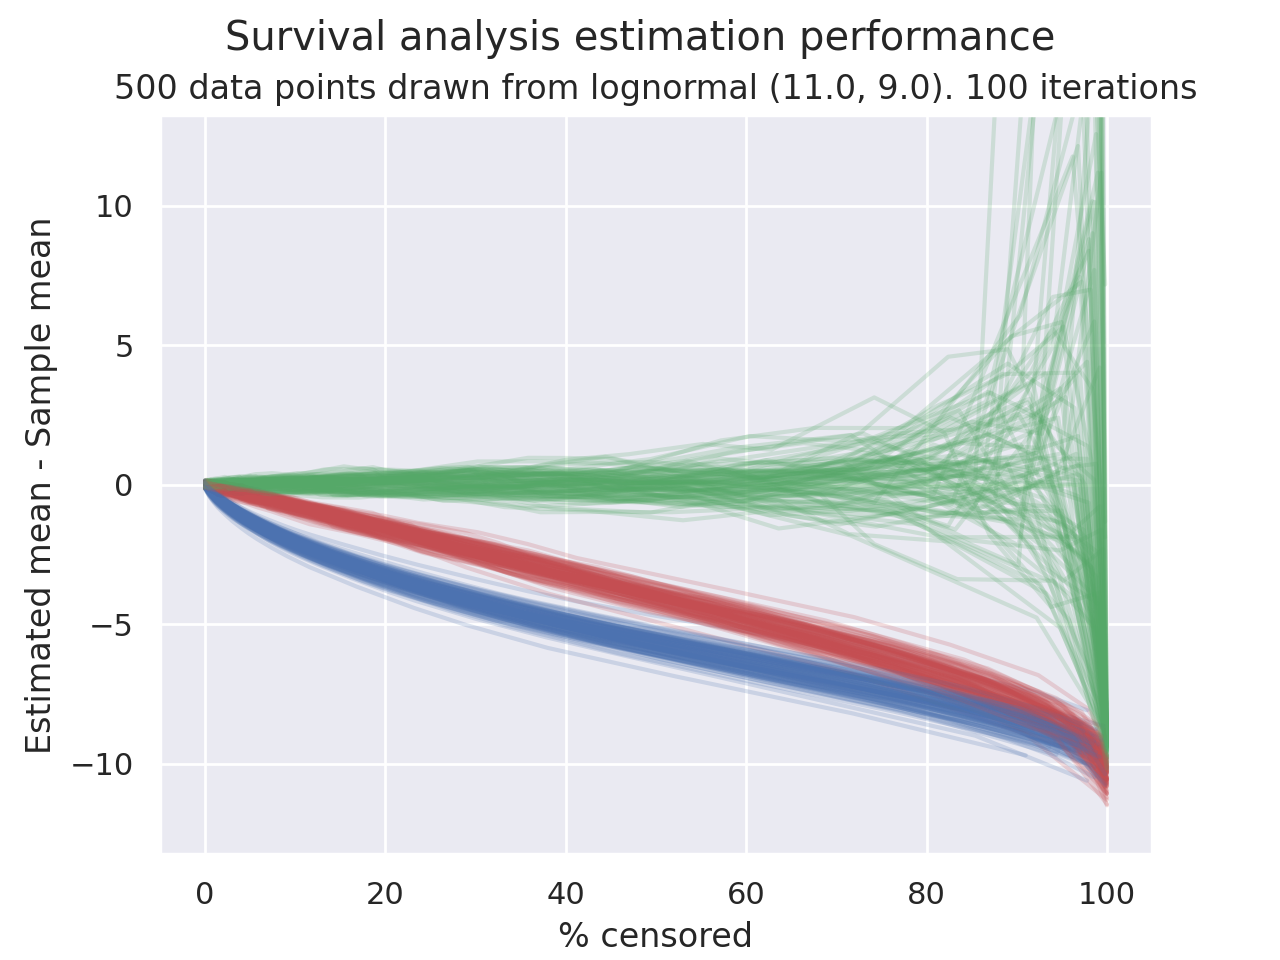 Survival analysis estimation performance
500 data points drawn from lognormal (11.0, 9.0). 100 iterations
Estimated mean - Sample mean
10
5
0
−5
−10
0 20 40 60 80 100
% censored